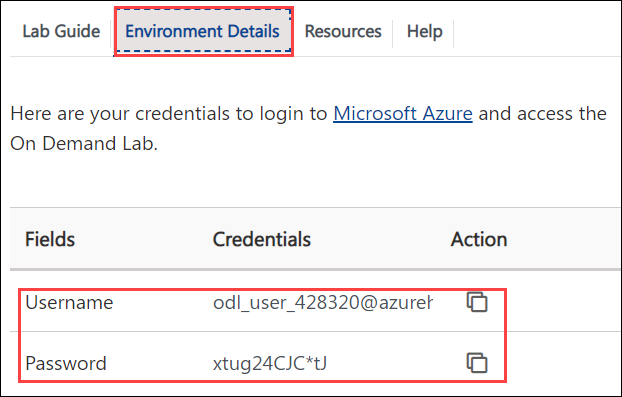 Lab Guide Environment Details Resources Help
Here are your credentials to login to Microsoft Azure and access the
On Demand Lab.
Fields Credentials Action
Username odl_user_428320@azureh
Password xtug24CJC*tJ